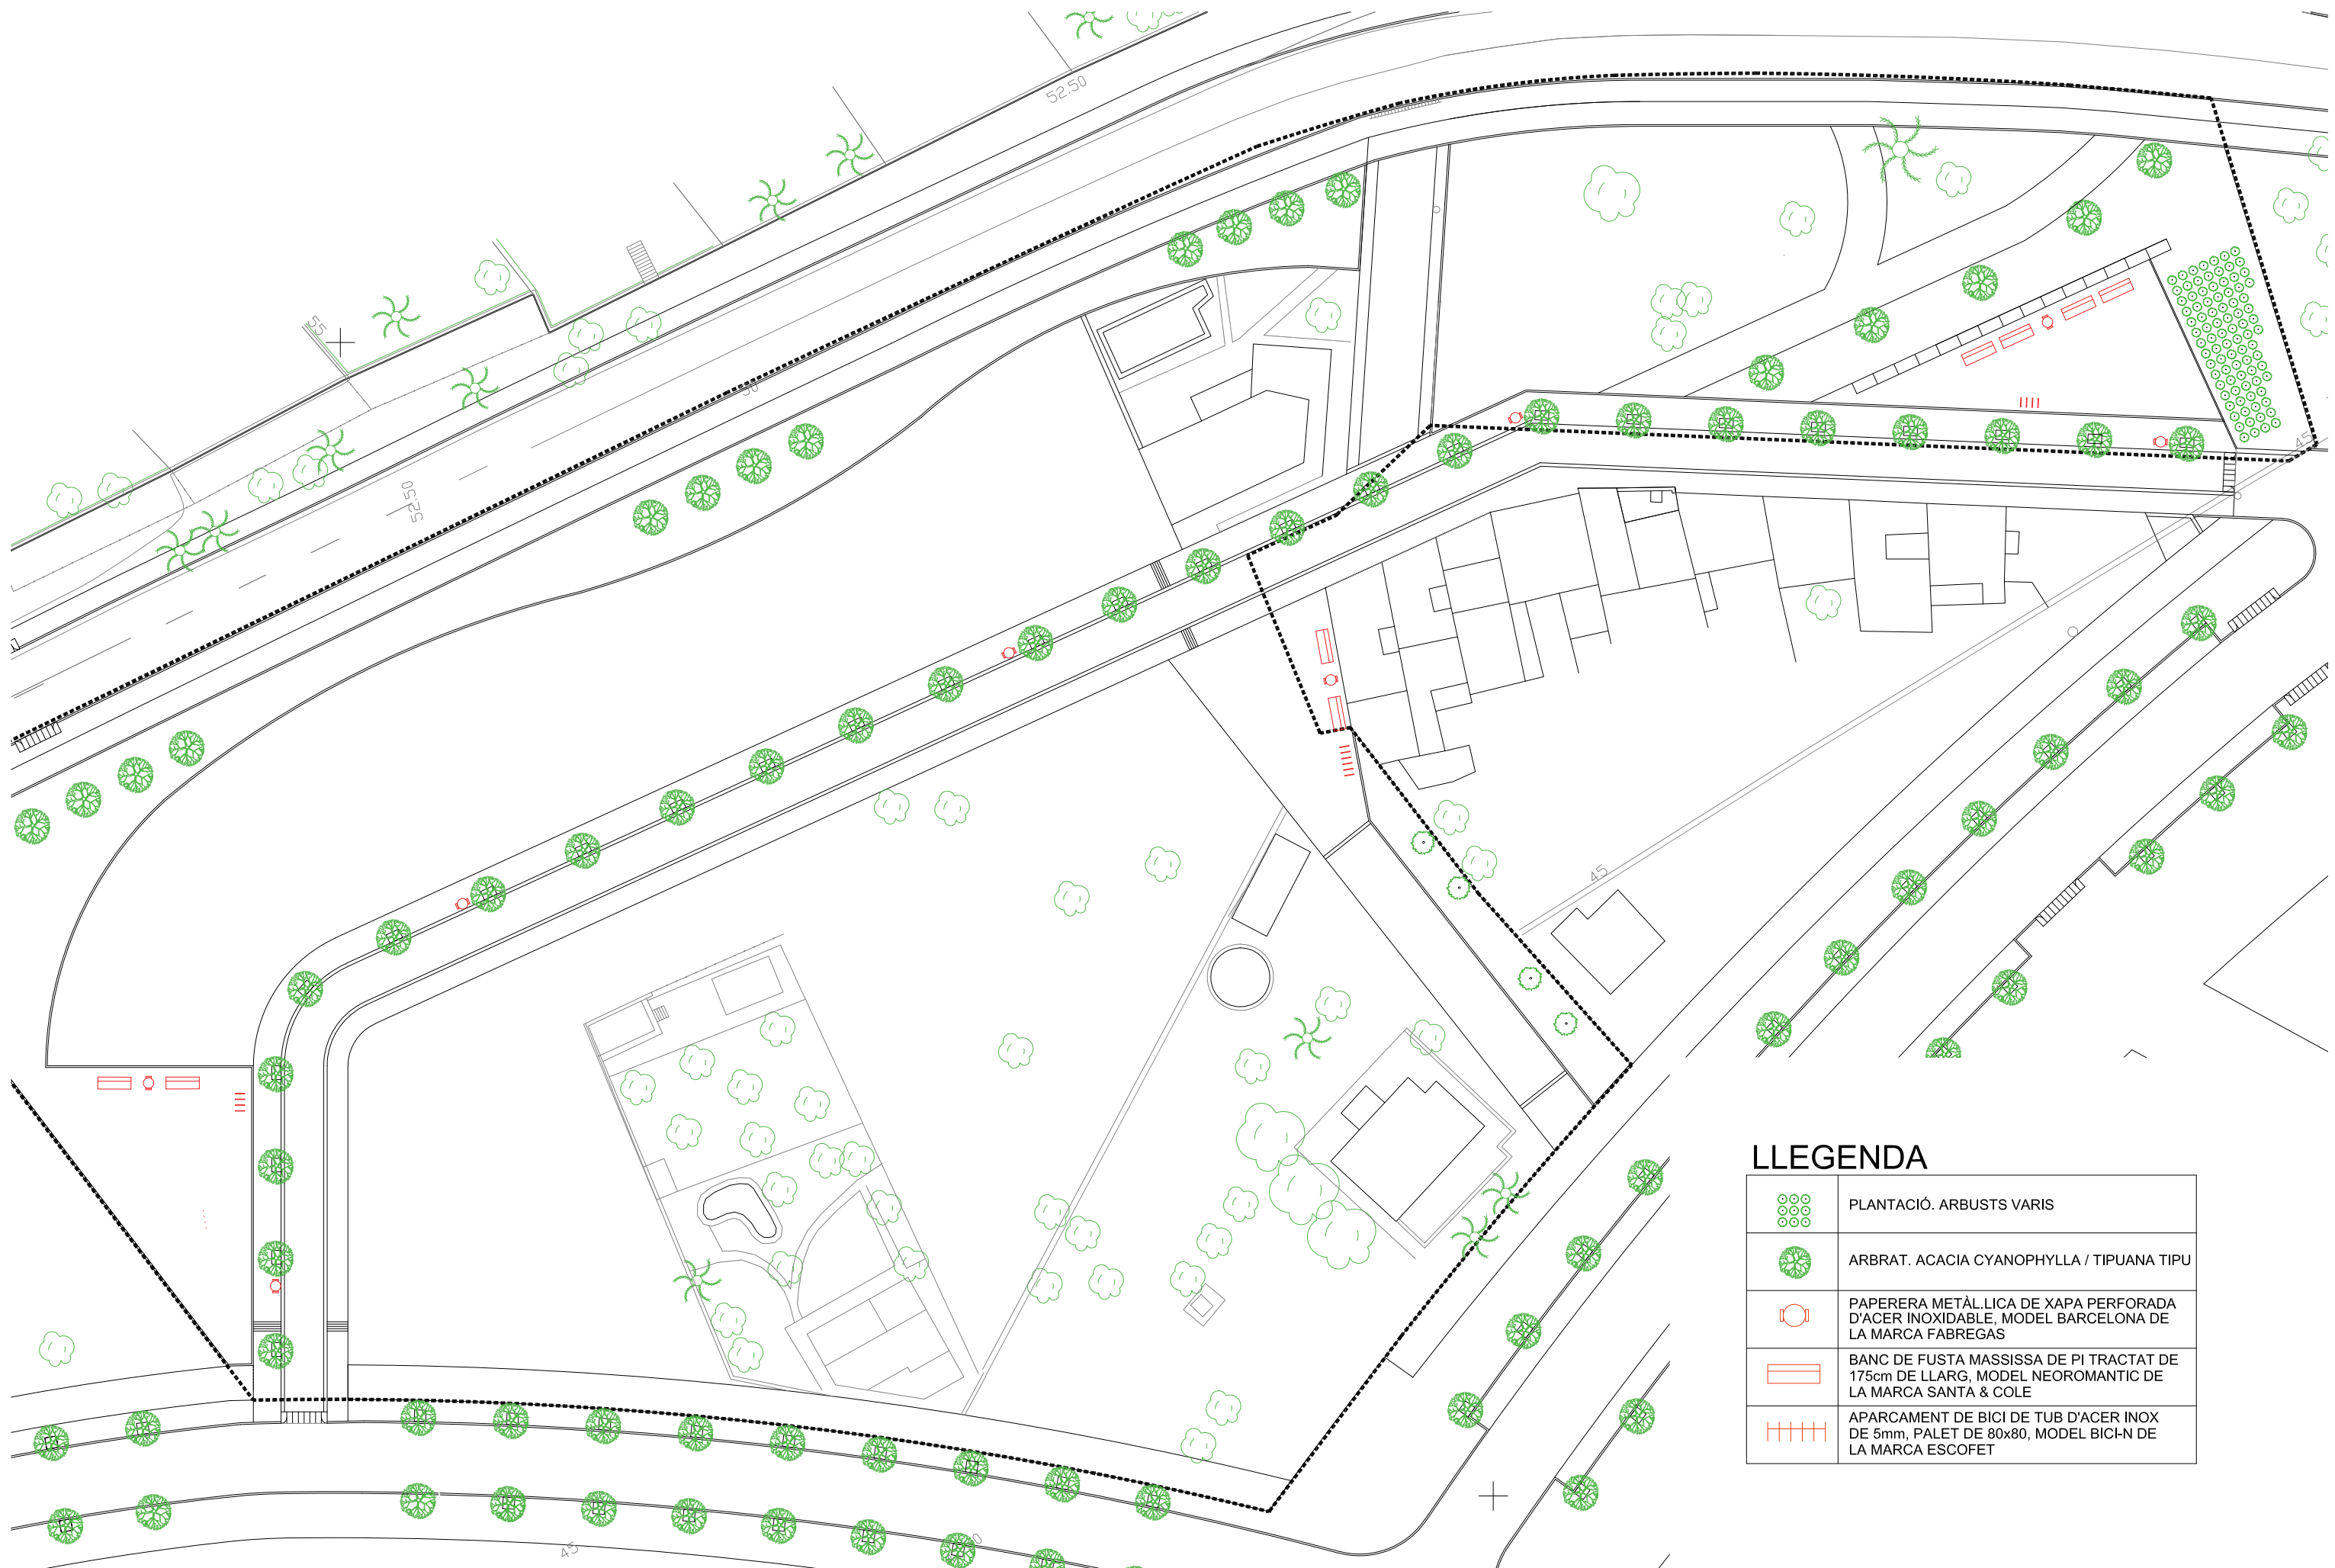 52.50
55
50
52.50
45
45
45
LLEGENDA
PLANTACIÓ. ARBUSTS VARIS
ARBRAT. ACACIA CYANOPHYLLA / TIPUANA TIPU
PAPERERA METÀL.LICA DE XAPA PERFORADA
D'ACER INOXIDABLE, MODEL BARCELONA DE
LA MARCA FABREGAS
BANC DE FUSTA MASSISSA DE PI TRACTAT DE
175cm DE LLARG, MODEL NEOROMANTIC DE
LA MARCA SANTA & COLE
APARCAMENT DE BICI DE TUB D'ACER INOX
DE 5mm, PALET DE 80x80, MODEL BICI-N DE
LA MARCA ESCOFET